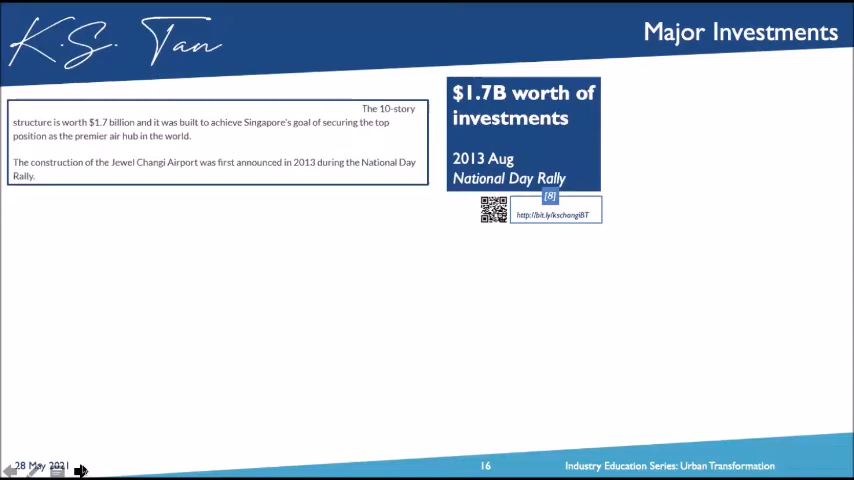 K.S. Tan
Major Investments
The 10-story
structure is worth $1.7 billion and it was built to achieve Singapore's goal of securing the top
position as the premier air hub in the world.
The construction of the Jewel Changi Airport was first announced in 2013 during the National Day
Rally.
$1.7B worth of
investments
2013 Aug
National Day Rally
[8]
http://bit.ly/kschangiBT
28 May 2021
16
Industry Education Series: Urban Transformation